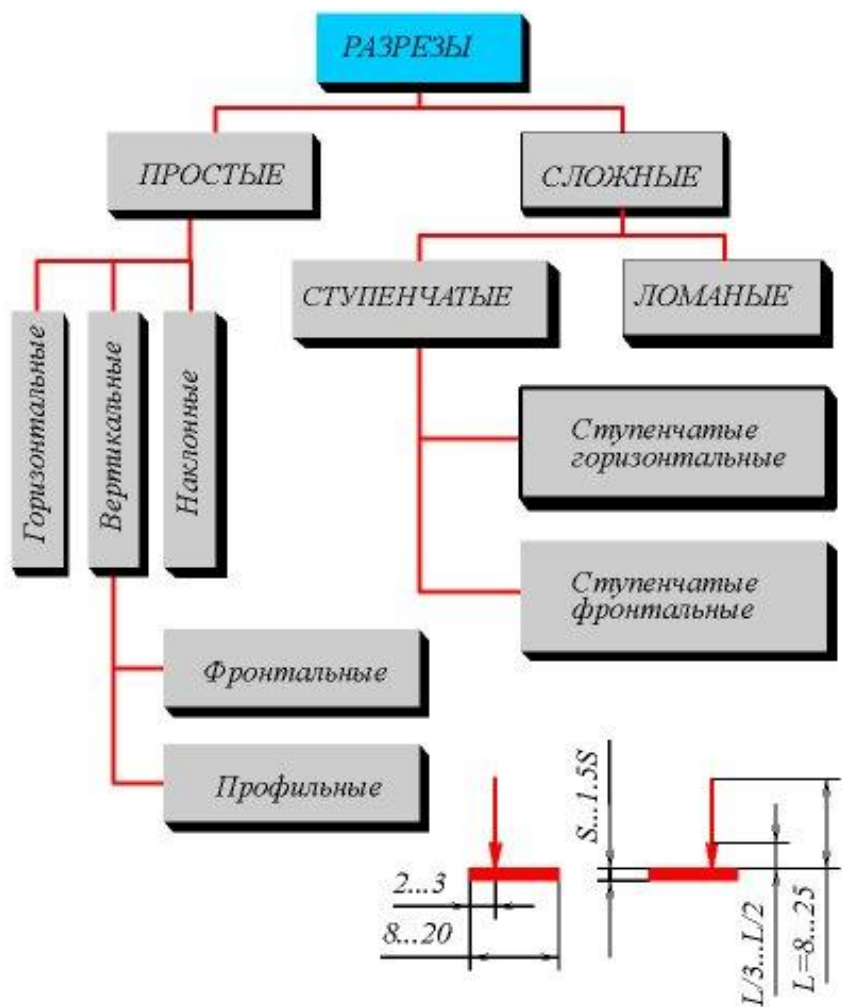 РАЗРЕЗЫ
ПРОСТЫЕ
СЛОЖНЫЕ
СТУПЕНЧАТЫЕ
ЛОМАНЫЕ
Горизонтальные
Вертикальные
Наклонные
Ступенчатые
горизонтальные
Ступенчатые
фронтальные
Фронтальные
Профильные
2...3
8...20
S...1.5S
L/3...L/2
L=8...25